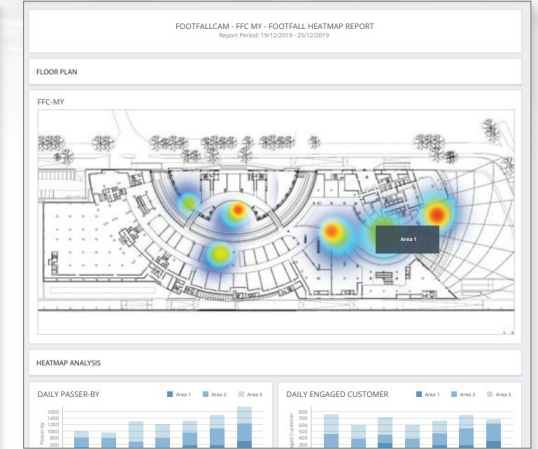 FOOTFALLCAM - FFC MY - FOOTFALL HEATMAP REPORT
Report Period: 19/12/2019 - 25/12/2019
FLOOR PLAN
FFC-MY
Area 1
HEATMAP ANALYSIS
DAILY PASSER-BY
Area 1 Area 2 Area 3
1600
1400
1200
1000
800
600
Passer-by
DAILY ENGAGED CUSTOMER
Area 1 Area 2 Area 3
800
700
600
500
400
300
Customer